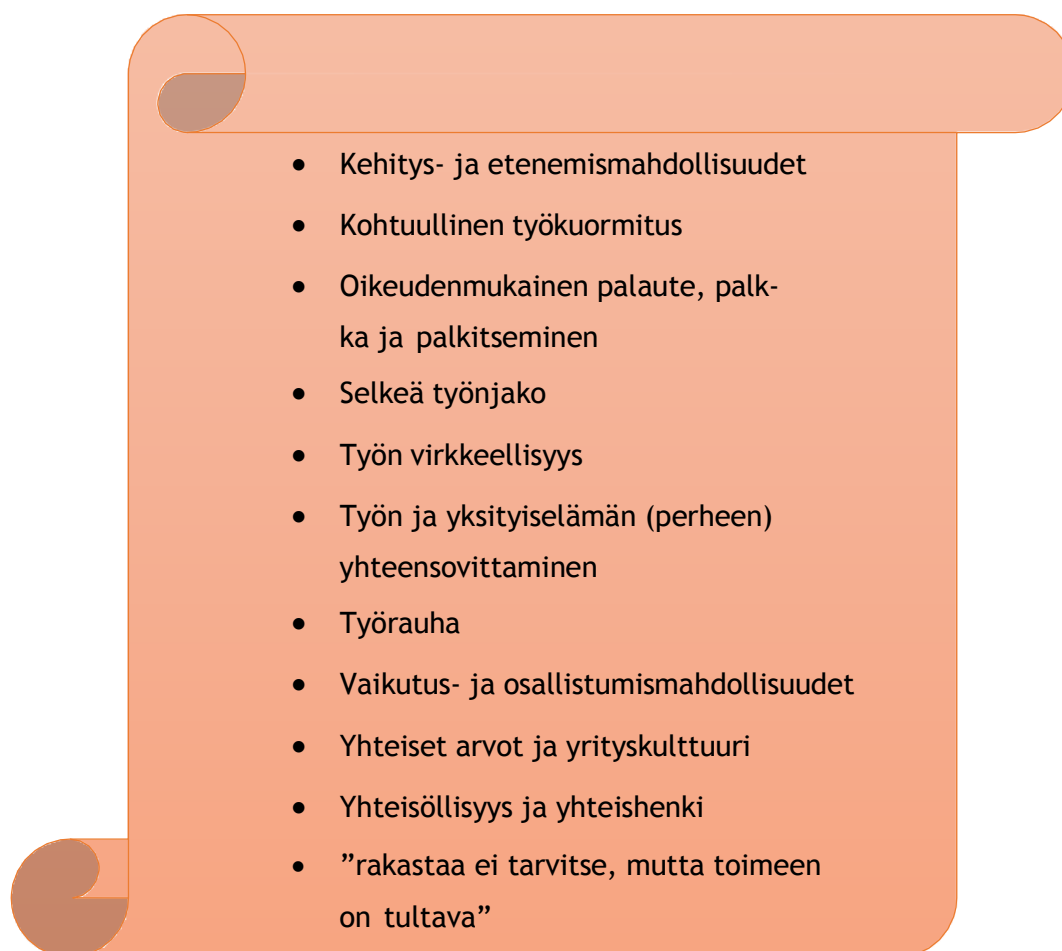 • Kehitys- ja etenemismahdollisuudet
• Kohtuullinen työkuormitus
• Oikeudenmukainen palaute, palk-
ka ja palkitseminen
• Selkeä työnjako
• Työn virkkeellisyys
• Työn ja yksityiselämän (perheen)
yhteensovittaminen
• Työrauha
• Vaikutus- ja osallistumismahdollisuudet
• Yhteiset arvot ja yrityskulttuuri
• Yhteisöllisyys ja yhteishenki
• ”rakastaa ei tarvitse, mutta toimeen
on tultava”